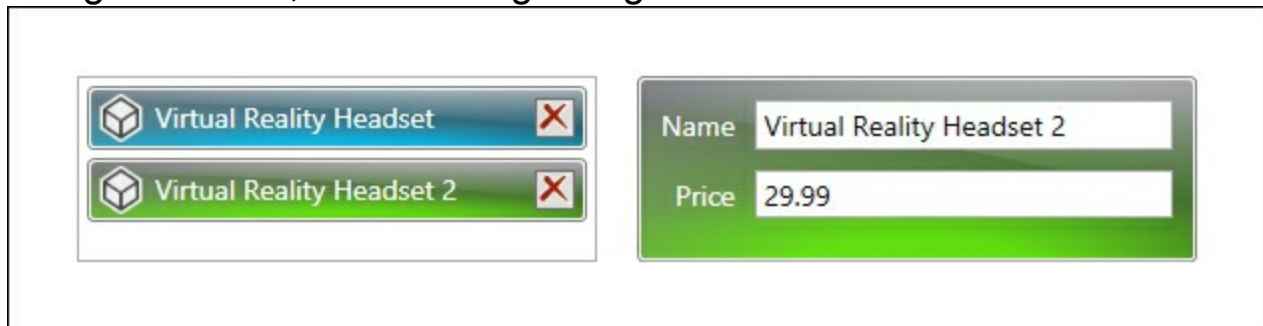 Virtual Reality Headset
Virtual Reality Headset 2
Name Virtual Reality Headset 2
Price 29.99